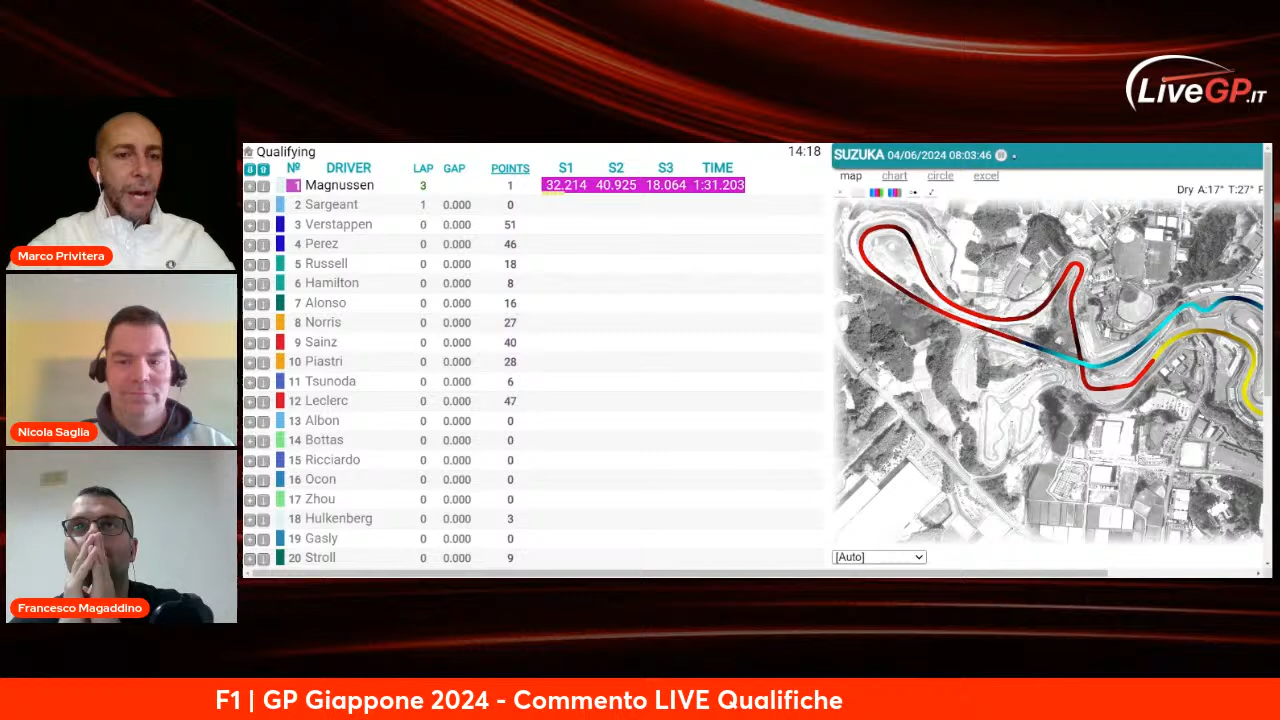 LiveGP.IT
Marco Privitera
Nicola Saglia
Francesco Magaddino
Qualifying 14:18
Nº DRIVER LAP GAP POINTS S1 S2 S3 TIME
1 Magnussen 3 1 32.214 40.925 18.064 1:31.203
2 Sargeant 1 0.000 0
3 Verstappen 0 0.000 51
4 Perez 0 0.000 46
5 Russell 0 0.000 18
6 Hamilton 0 0.000 8
7 Alonso 0 0.000 16
8 Norris 0 0.000 27
9 Sainz 0 0.000 40
10 Piastri 0 0.000 28
11 Tsunoda 0 0.000 6
12 Leclerc 0 0.000 47
13 Albon 0 0.000 0
14 Bottas 0 0.000 0
15 Ricciardo 0 0.000 0
16 Ocon 0 0.000 0
17 Zhou 0 0.000 0
18 Hulkenberg 0 0.000 3
19 Gasly 0 0.000 0
20 Stroll 0 0.000 9
SUZUKA 04/06/2024 08:03:46
map chart circle excel
Dry A:17° T:27°
[Auto]
F1 | GP Giappone 2024 - Commento LIVE Qualifiche